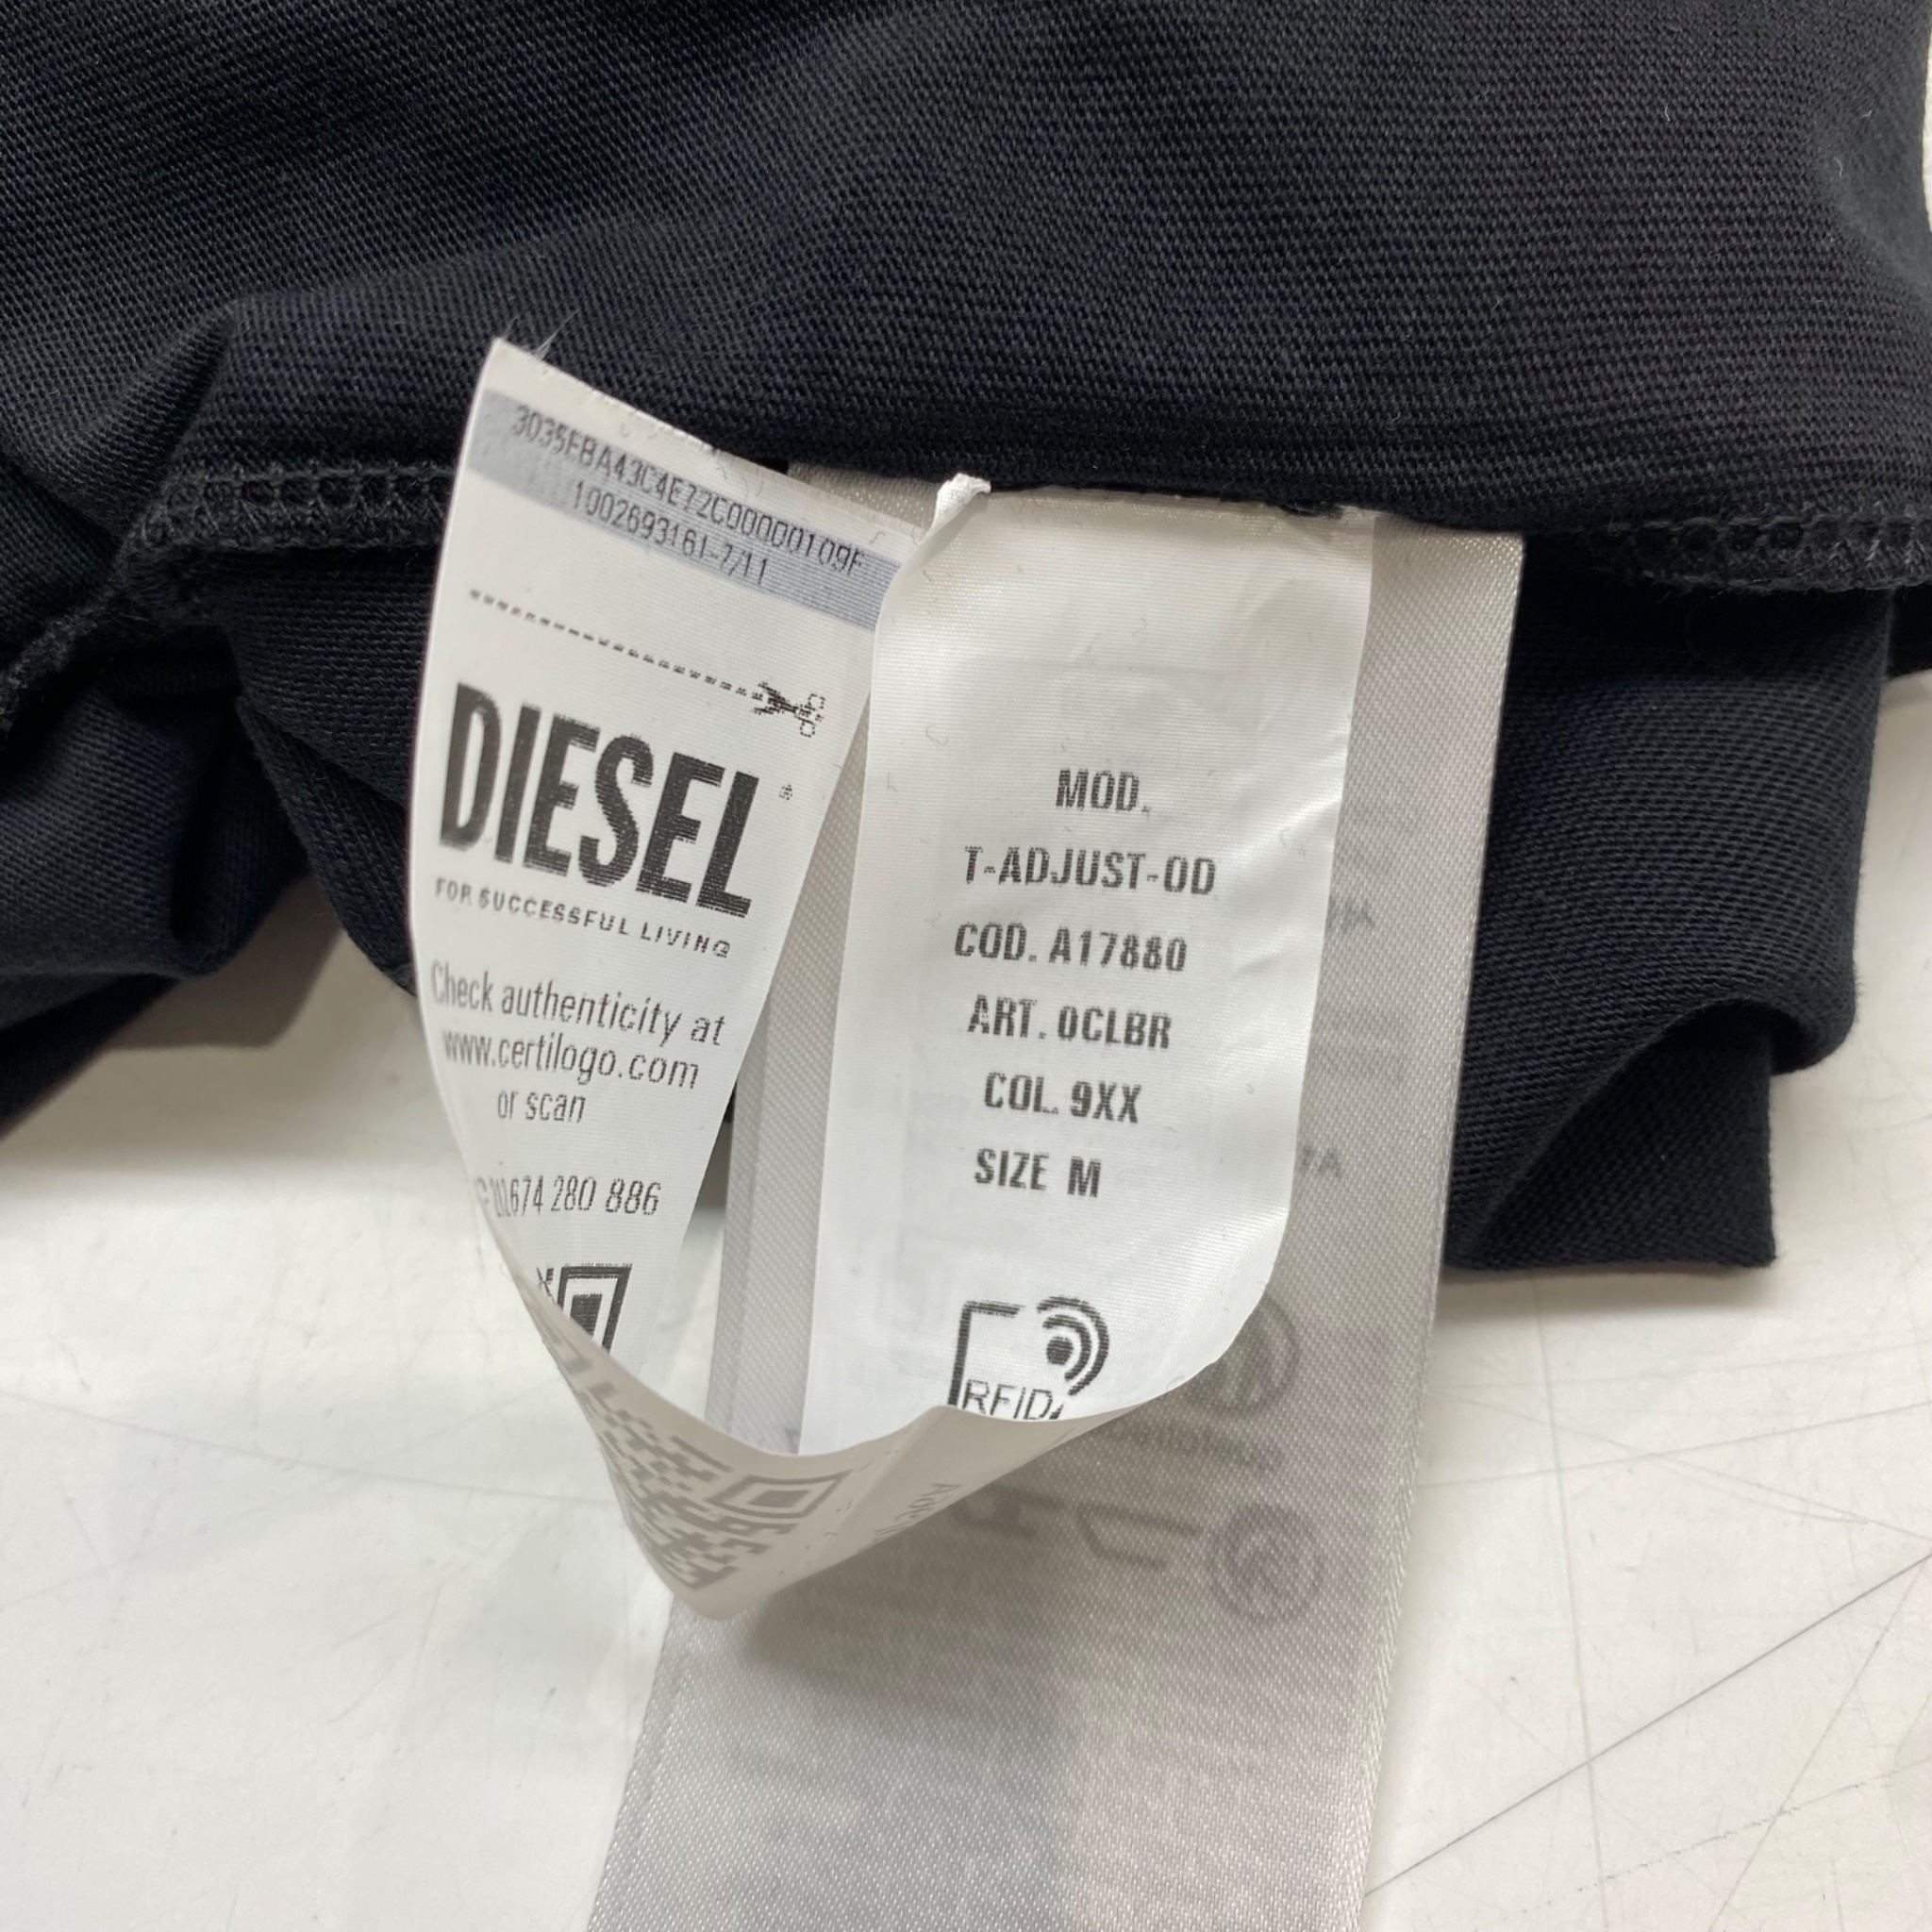 3035FBA43C4E72C00000109F
1002693161-7/11
DIESEL®
FOR SUCCESSFUL LIVING
Check authenticity at
www.certilogo.com
or scan
674 280 886
MOD.
T-ADJUST-OD
COD. A17880
ART. 0CLBR
COL. 9XX
SIZE M
RFID